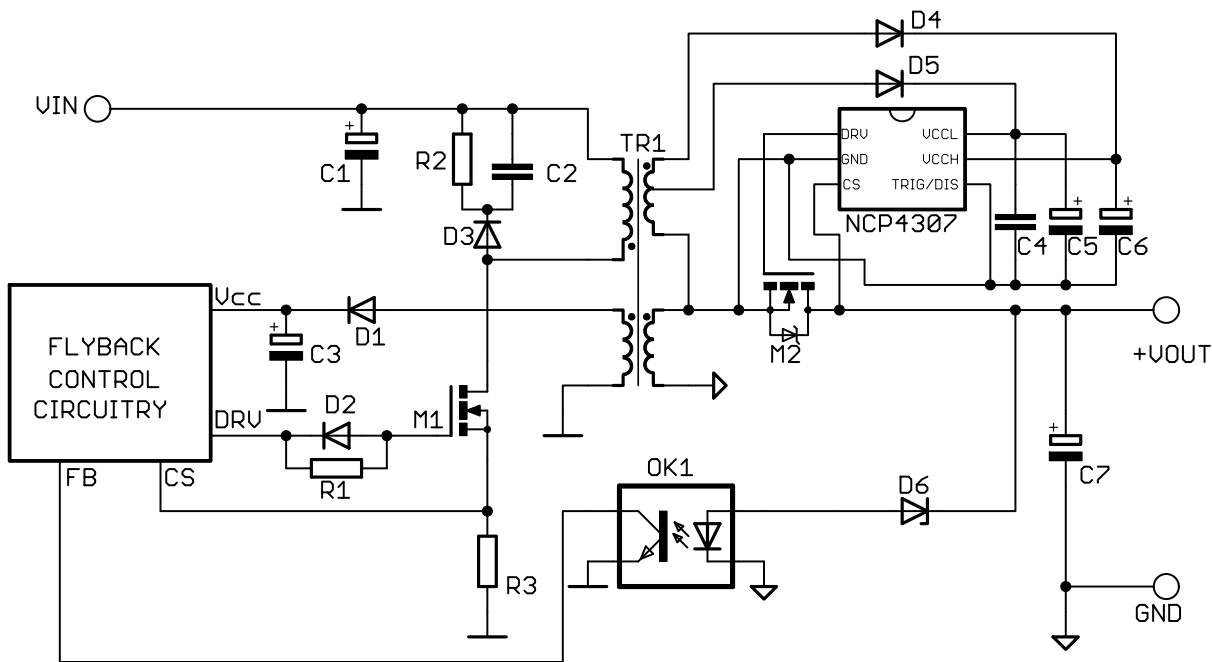 D4
D5
VIN
+
C1
R2
C2
TR1
DRV
VCCL
GND
VCCH
CS
TRIG/DIS
NCP4307
+
+
C4
C5
C6
D3
Vcc
D1
+
C3
FLYBACK
CONTROL
CIRCUITRY
M2
+VOUT
DRV
D2
M1
R1
FB
CS
OK1
D6
+
C7
R3
GND